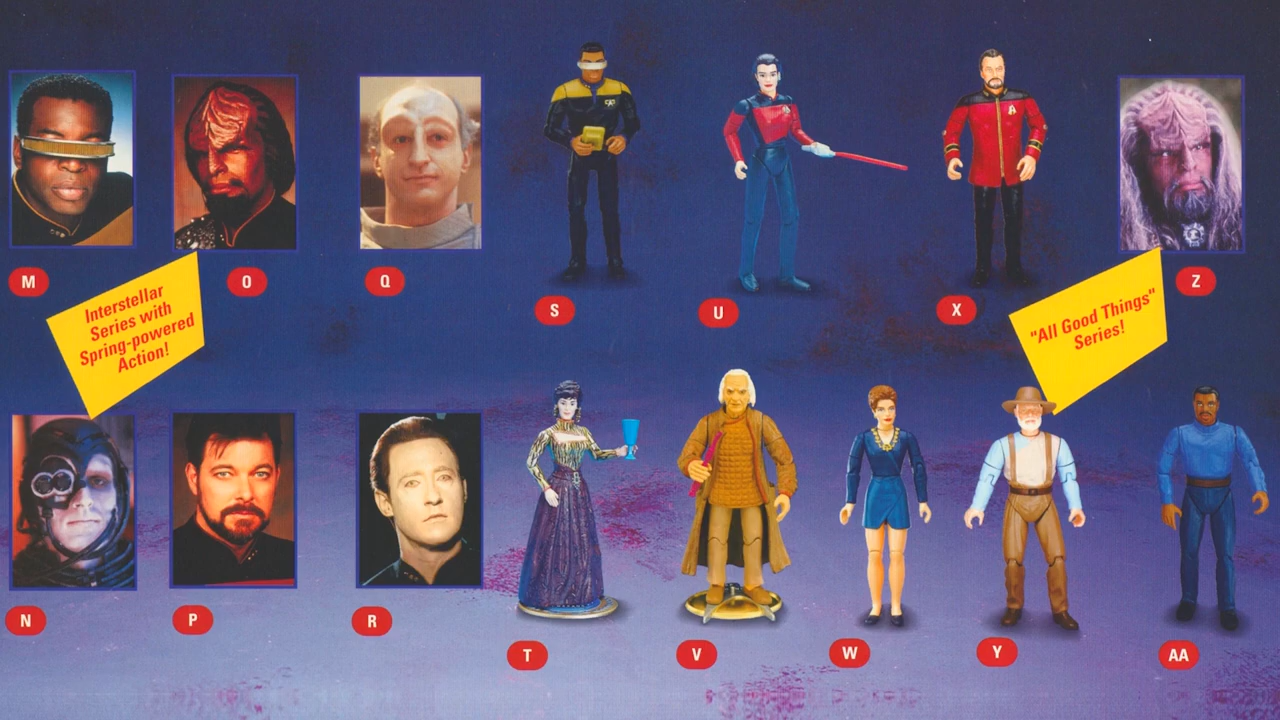 M
O
Q
S
U
X
Z
Interstellar
Series with
Spring-powered
Action!
"All Good Things"
Series!
N
P
R
T
V
W
Y
AA